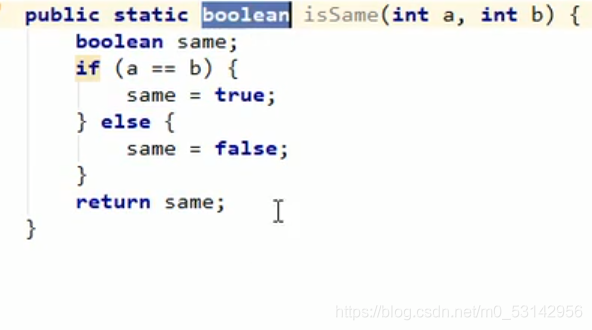 public static boolean isSame(int a, int b) {
    boolean same;
    if (a == b) {
        same = true;
    } else {
        same = false;
    }
    return same;
}
https://blog.csdn.net/m0_53142956